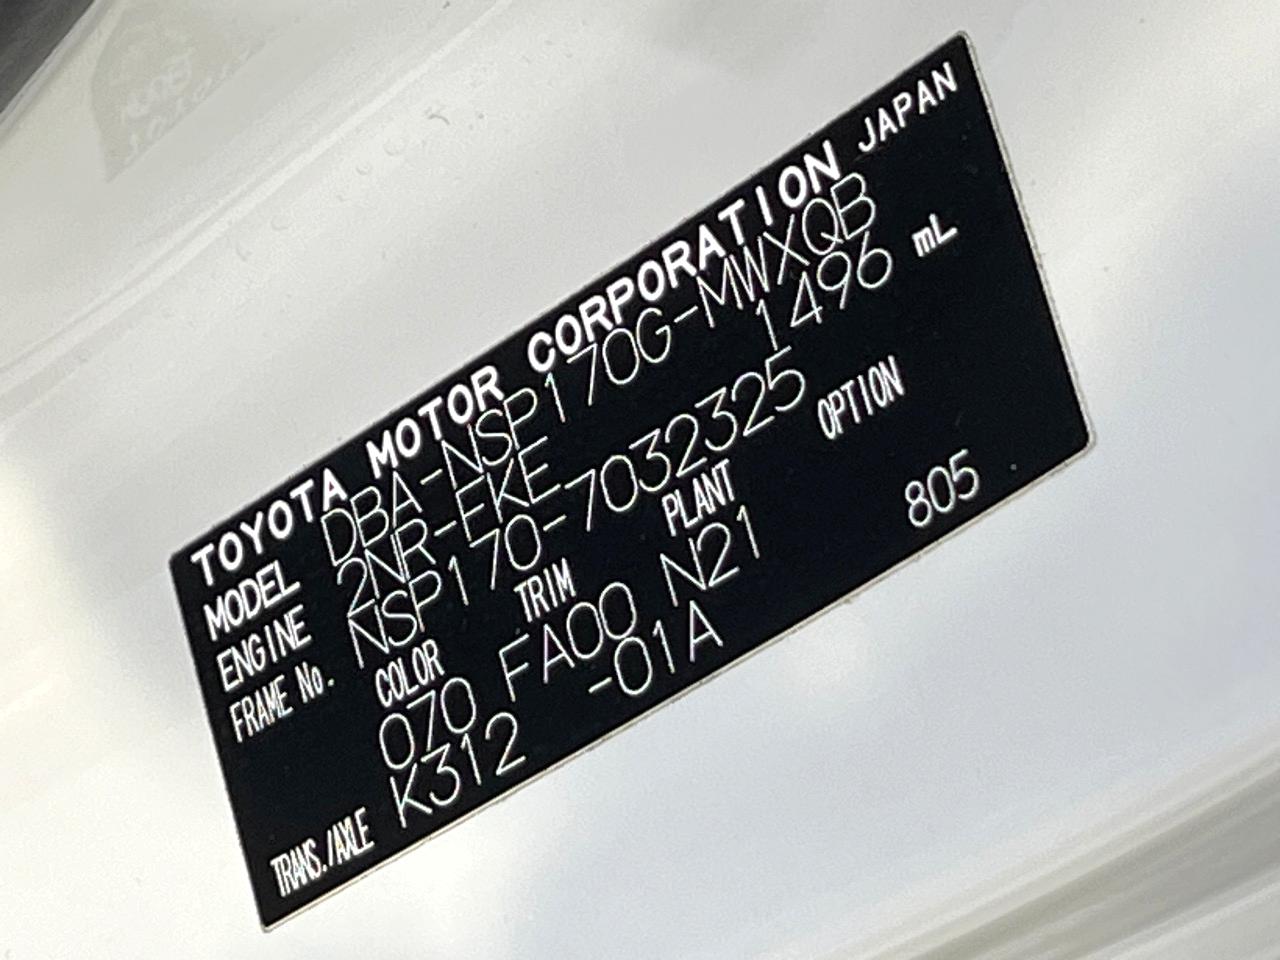 TOYOTA MOTOR CORPORATION JAPAN
MODEL DBA-NSP170G-MWXQB
ENGINE 2NR-FKE 1496 mL
FRAME No. NSP170-7032325
COLOR TRIM PLANT OPTION
070 FA00 N21 805
TRANS./AXLE K312 -01A